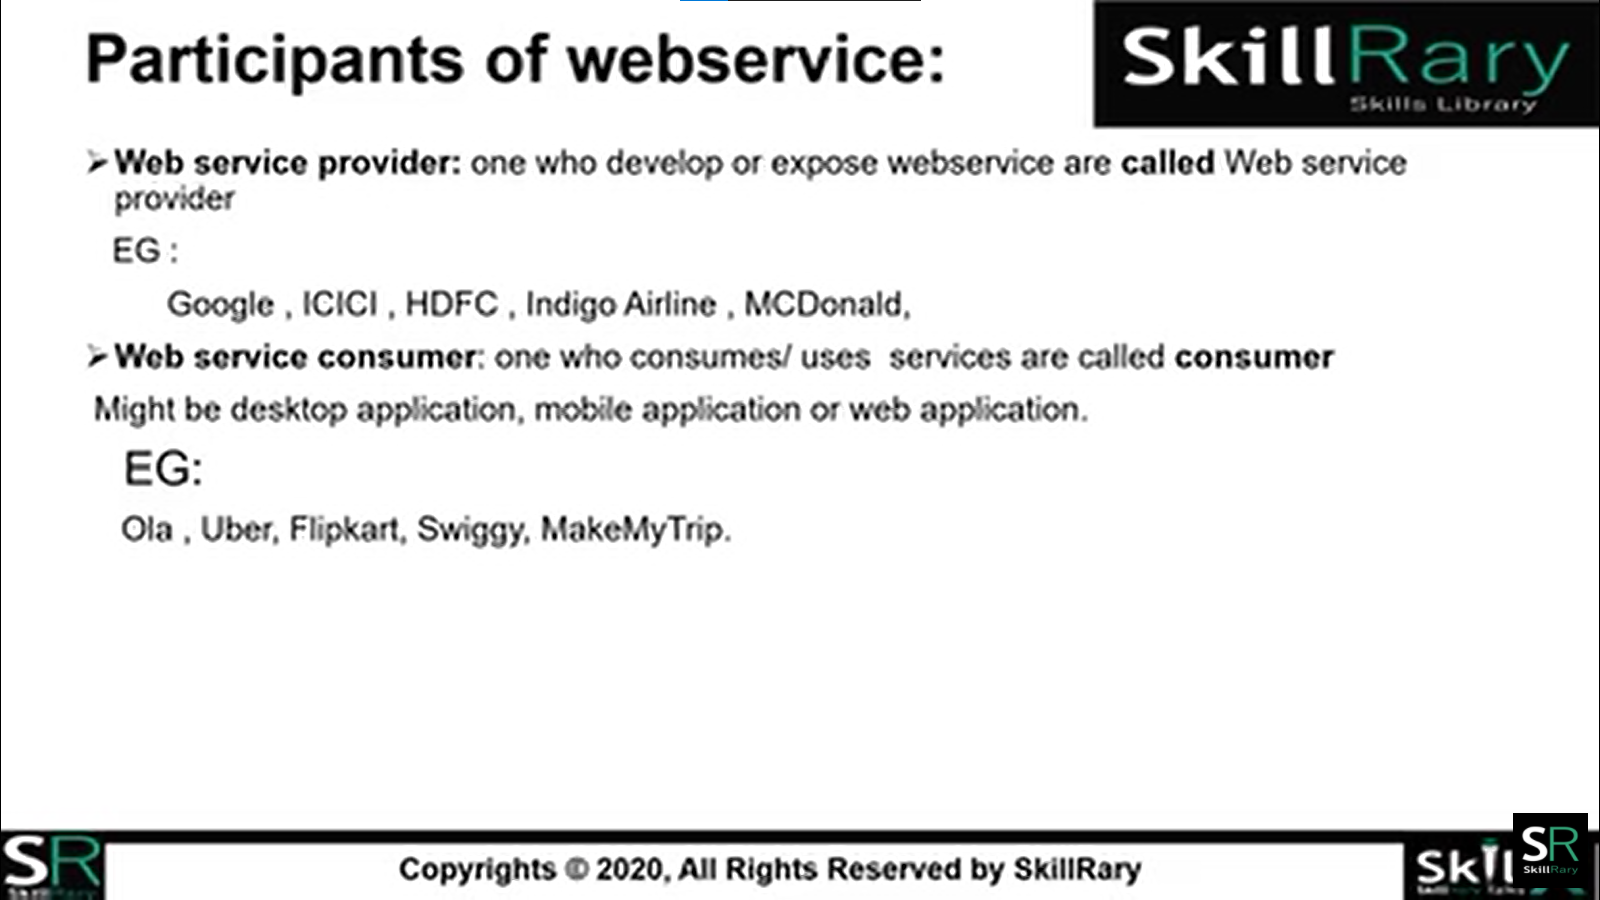 Participants of webservice:
SkillRary
Skills Library
➢ Web service provider: one who develop or expose webservice are called Web service
provider
EG :
Google , ICICI , HDFC , Indigo Airline , MCDonald,
➢ Web service consumer: one who consumes/ uses services are called consumer
Might be desktop application, mobile application or web application.
EG:
Ola , Uber, Flipkart, Swiggy, MakeMyTrip.
SR
Copyrights © 2020, All Rights Reserved by SkillRary
Skil
SR
SkillRary